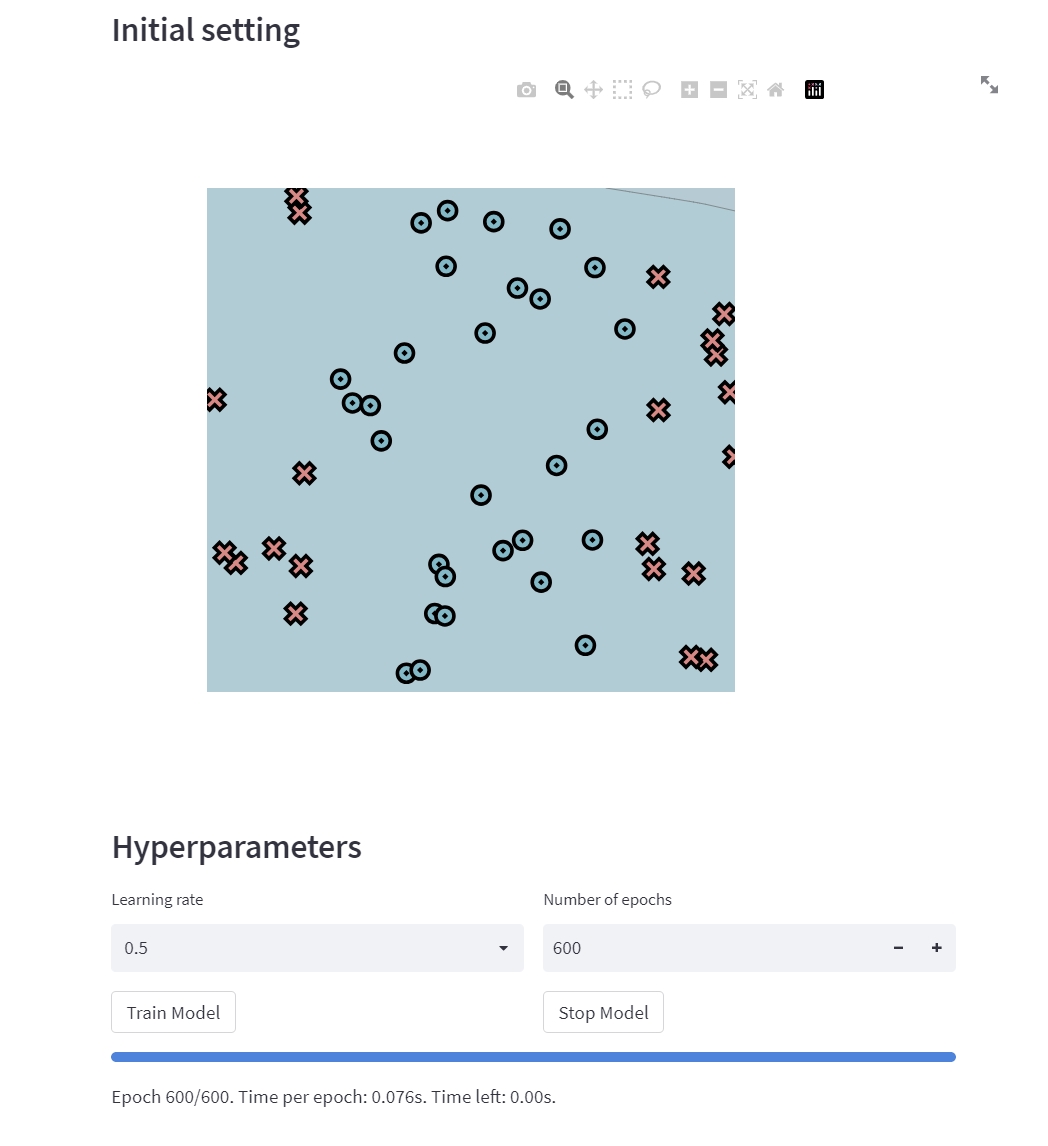 Initial setting
Hyperparameters
Learning rate
Number of epochs
0.5
600
Train Model
Stop Model
Epoch 600/600. Time per epoch: 0.076s. Time left: 0.00s.